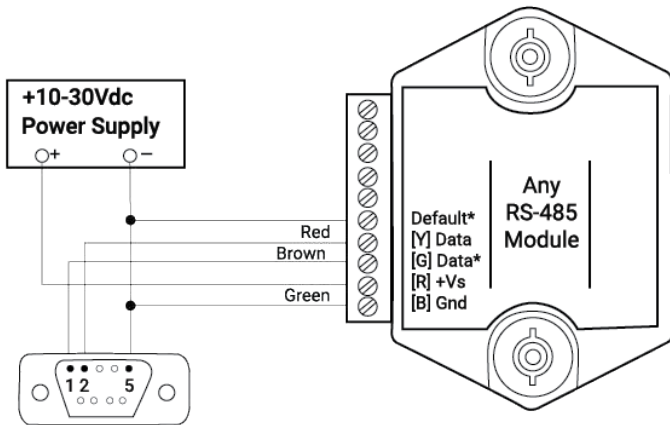 +10-30Vdc
Power Supply
+
−
Red
Brown
Green
Default*
[Y] Data
[G] Data*
[R] +Vs
[B] Gnd
Any
RS-485
Module
1 2 5